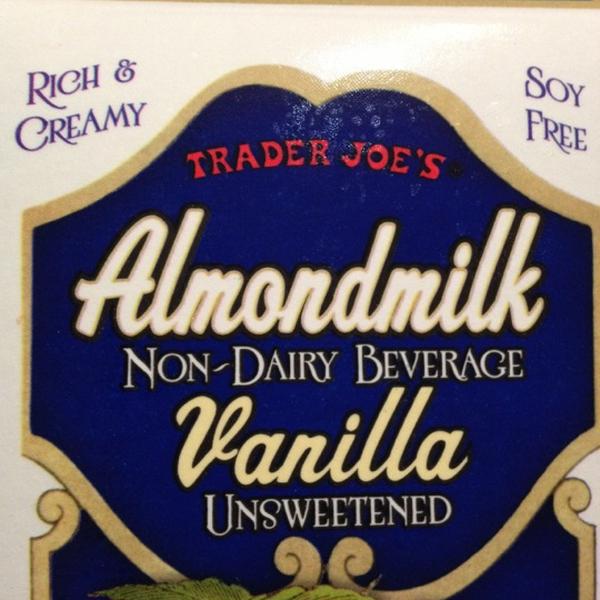 RICH &
CREAMY
SOY
FREE
TRADER JOE'S
Almondmilk
NON-DAIRY BEVERAGE
Vanilla
UNSWEETENED